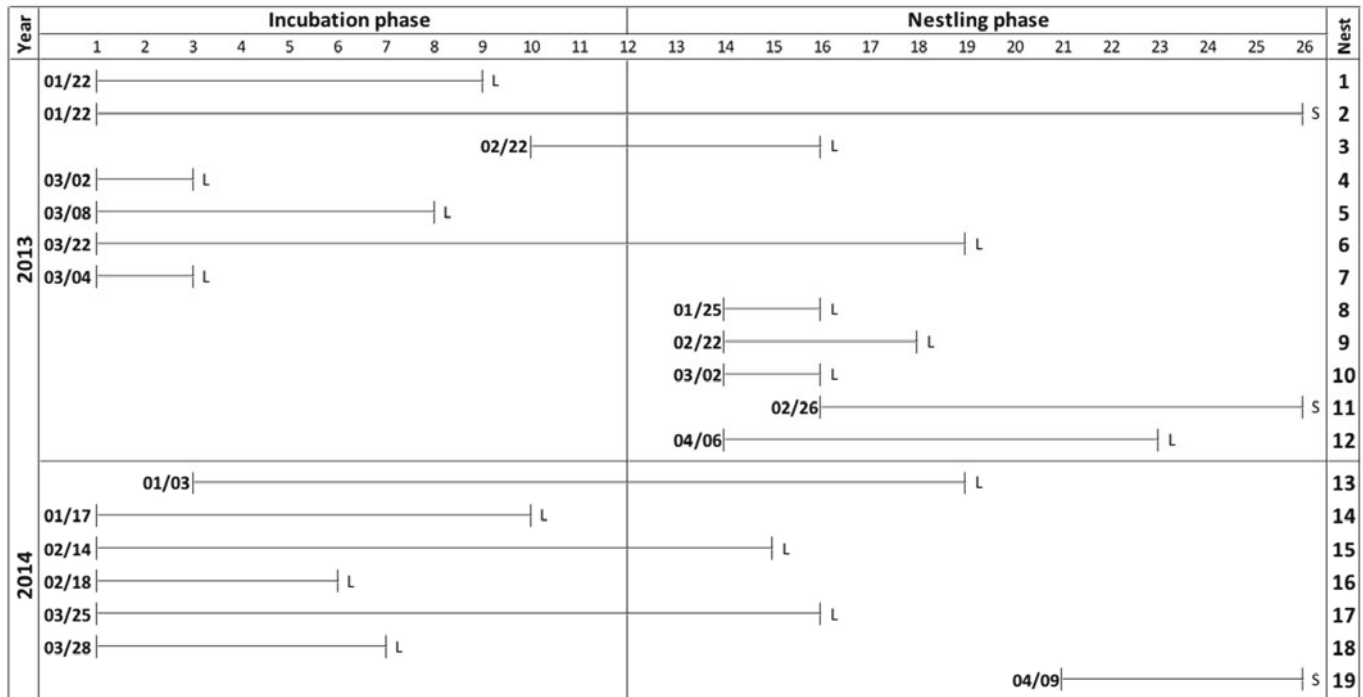 Year Incubation phase Nestling phase Nest
1 2 3 4 5 6 7 8 9 10 11 12 13 14 15 16 17 18 19 20 21 22 23 24 25 26
2013
01/22 L 1
01/22 S 2
02/22 L 3
03/02 L 4
03/08 L 5
03/22 L 6
03/04 L 7
01/25 L 8
02/22 L 9
03/02 L 10
02/26 S 11
04/06 L 12
2014
01/03 L 13
01/17 L 14
02/14 L 15
02/18 L 16
03/25 L 17
03/28 L 18
04/09 S 19